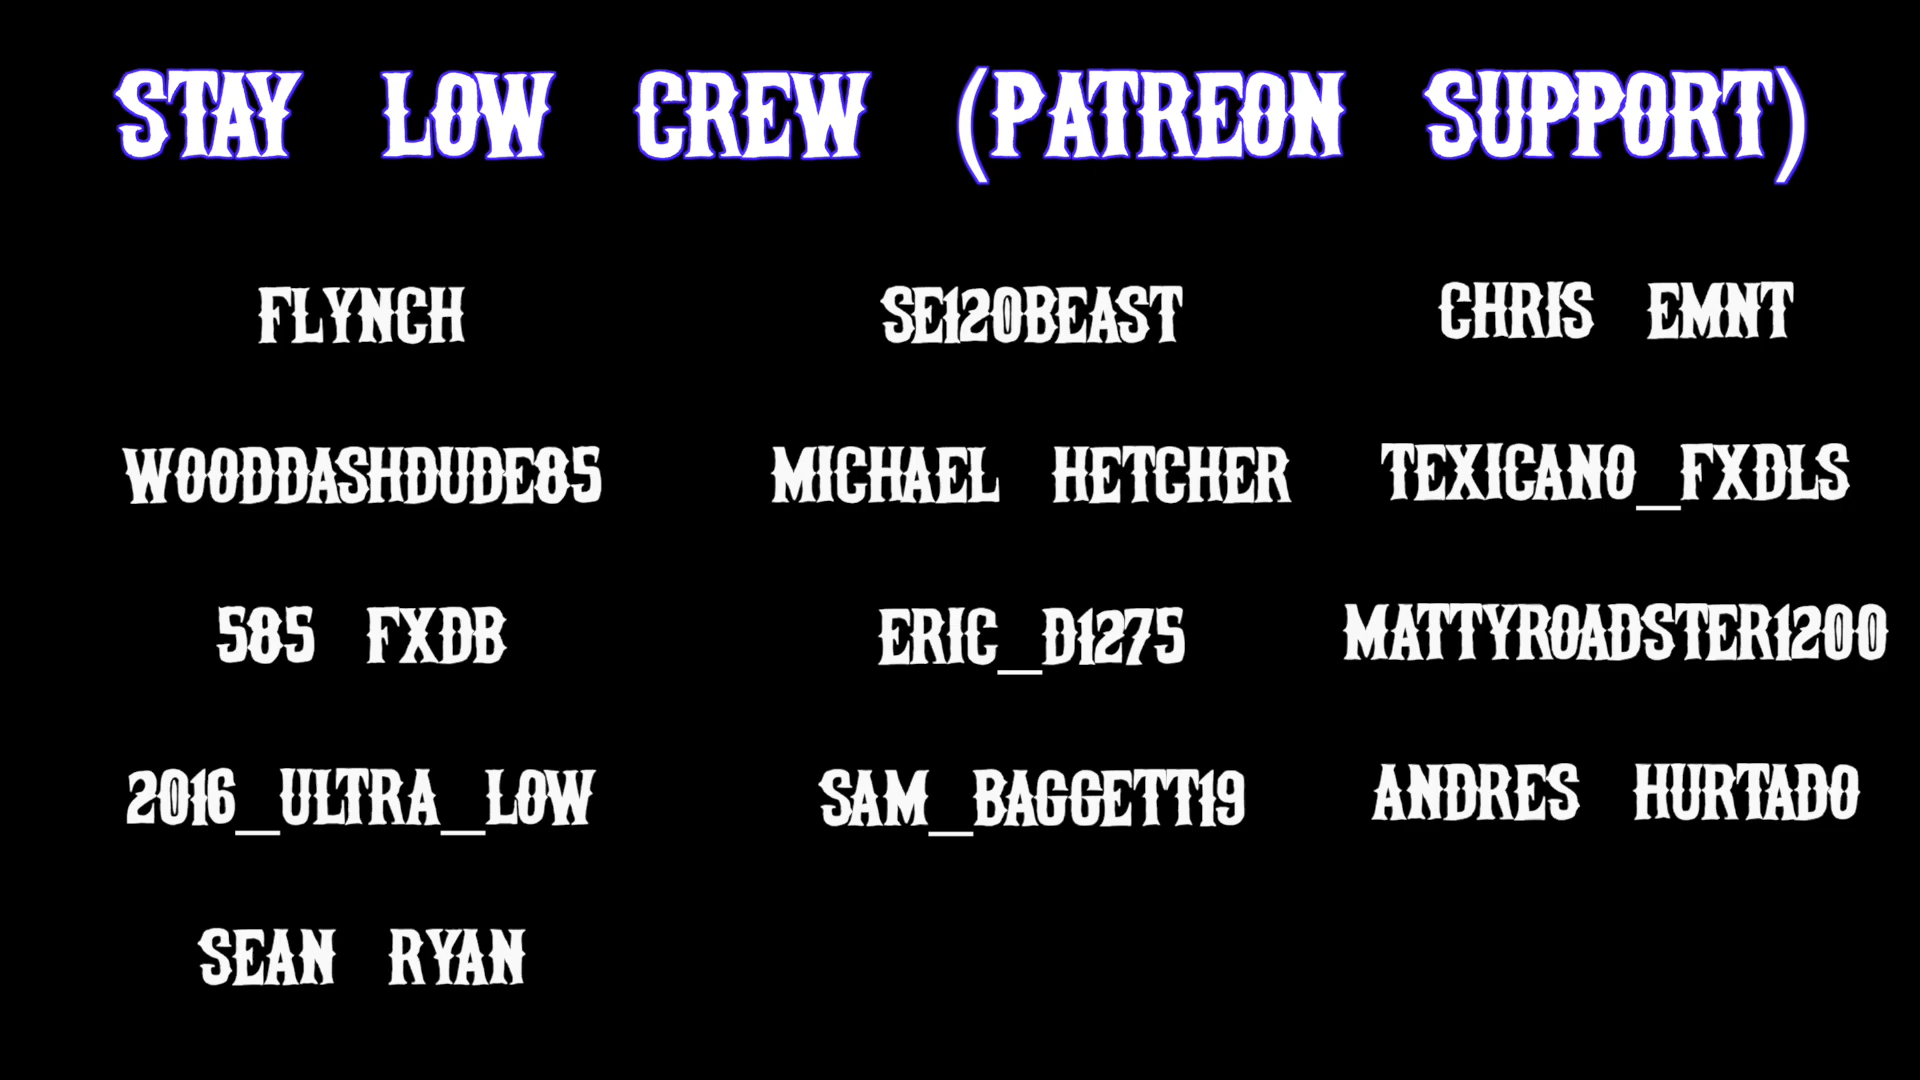 STAY LOW CREW (PATREON SUPPORT)
FLYNCH SE120BEAST CHRIS EMNT
WOODDASHDUDE85 MICHAEL HETCHER TEXICANO_FXDLS
585 FXDB ERIC_D1275 MATTYROADSTER1200
2016_ULTRA_LOW SAM_BAGGETT19 ANDRES HURTADO
SEAN RYAN